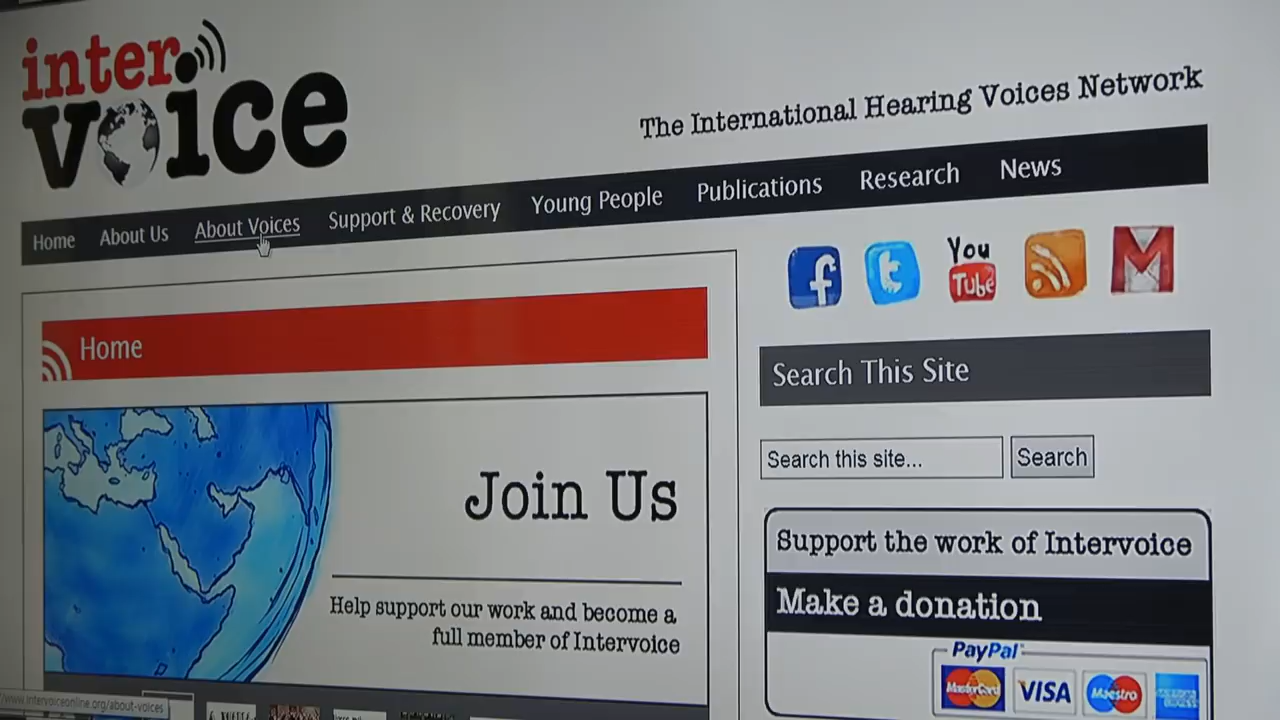 inter
voice
The International Hearing Voices Network
Home About Us About Voices Support & Recovery Young People Publications Research News
f t You Tube M
Home
Search This Site
Search this site... Search
Join Us
Help support our work and become a
full member of Intervoice
Support the work of Intervoice
Make a donation
PayPal
MasterCard VISA Maestro
/www.intervoiceonline.org/about-voices